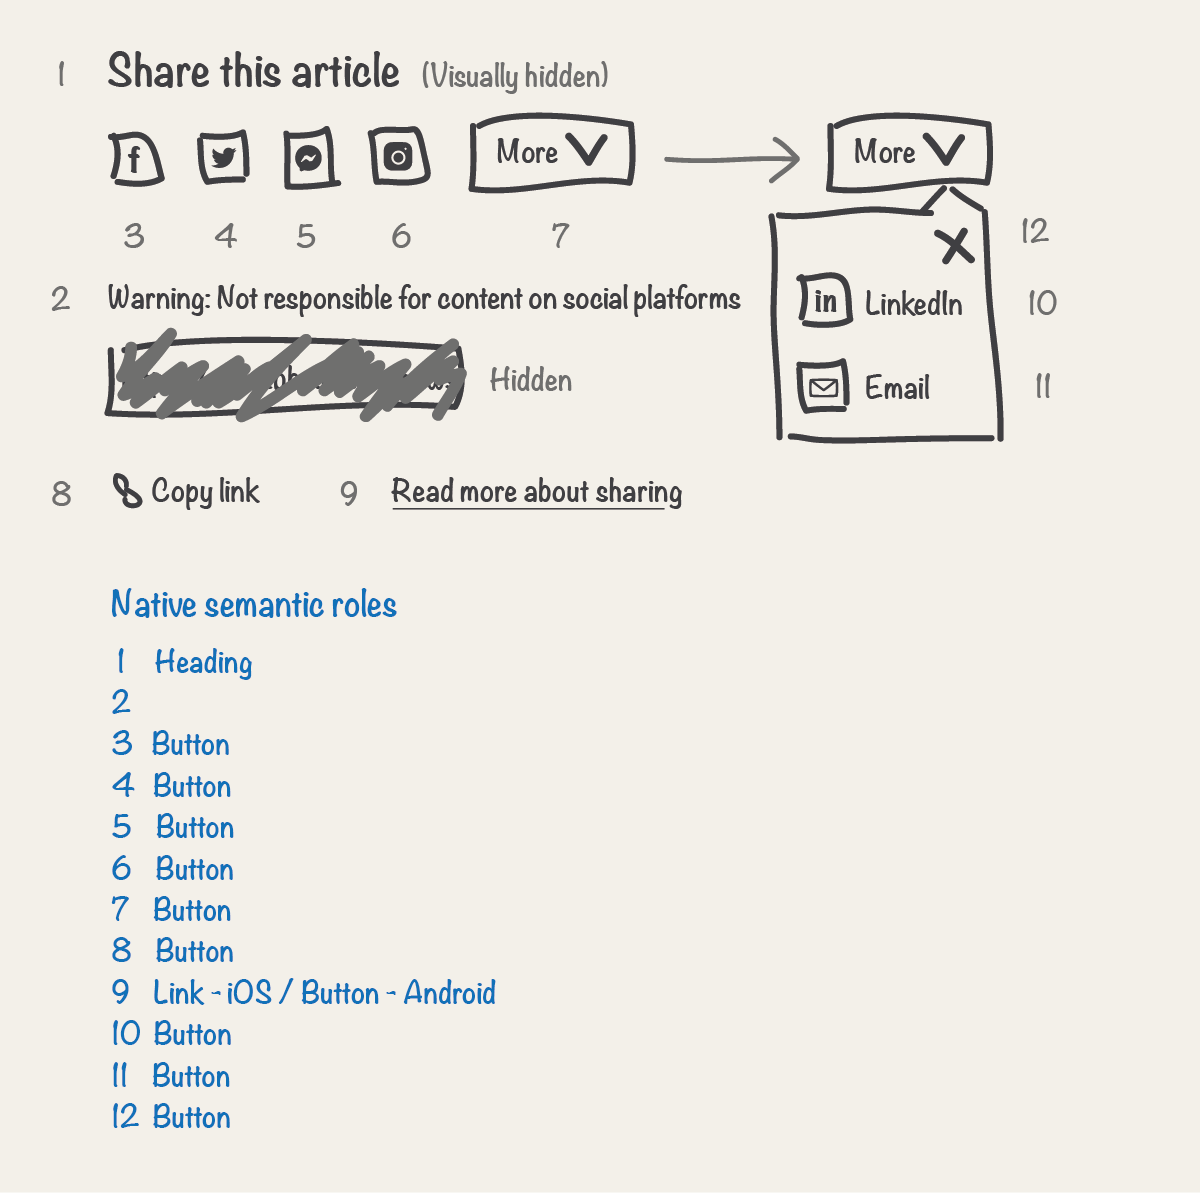 1 Share this article (Visually hidden)
f
More
More
3 4 5 6 7
12
in LinkedIn 10
2 Warning: Not responsible for content on social platforms
Hidden
Email 11
8 Copy link 9 Read more about sharing
Native semantic roles
1 Heading
2
3 Button
4 Button
5 Button
6 Button
7 Button
8 Button
9 Link - iOS / Button - Android
10 Button
11 Button
12 Button